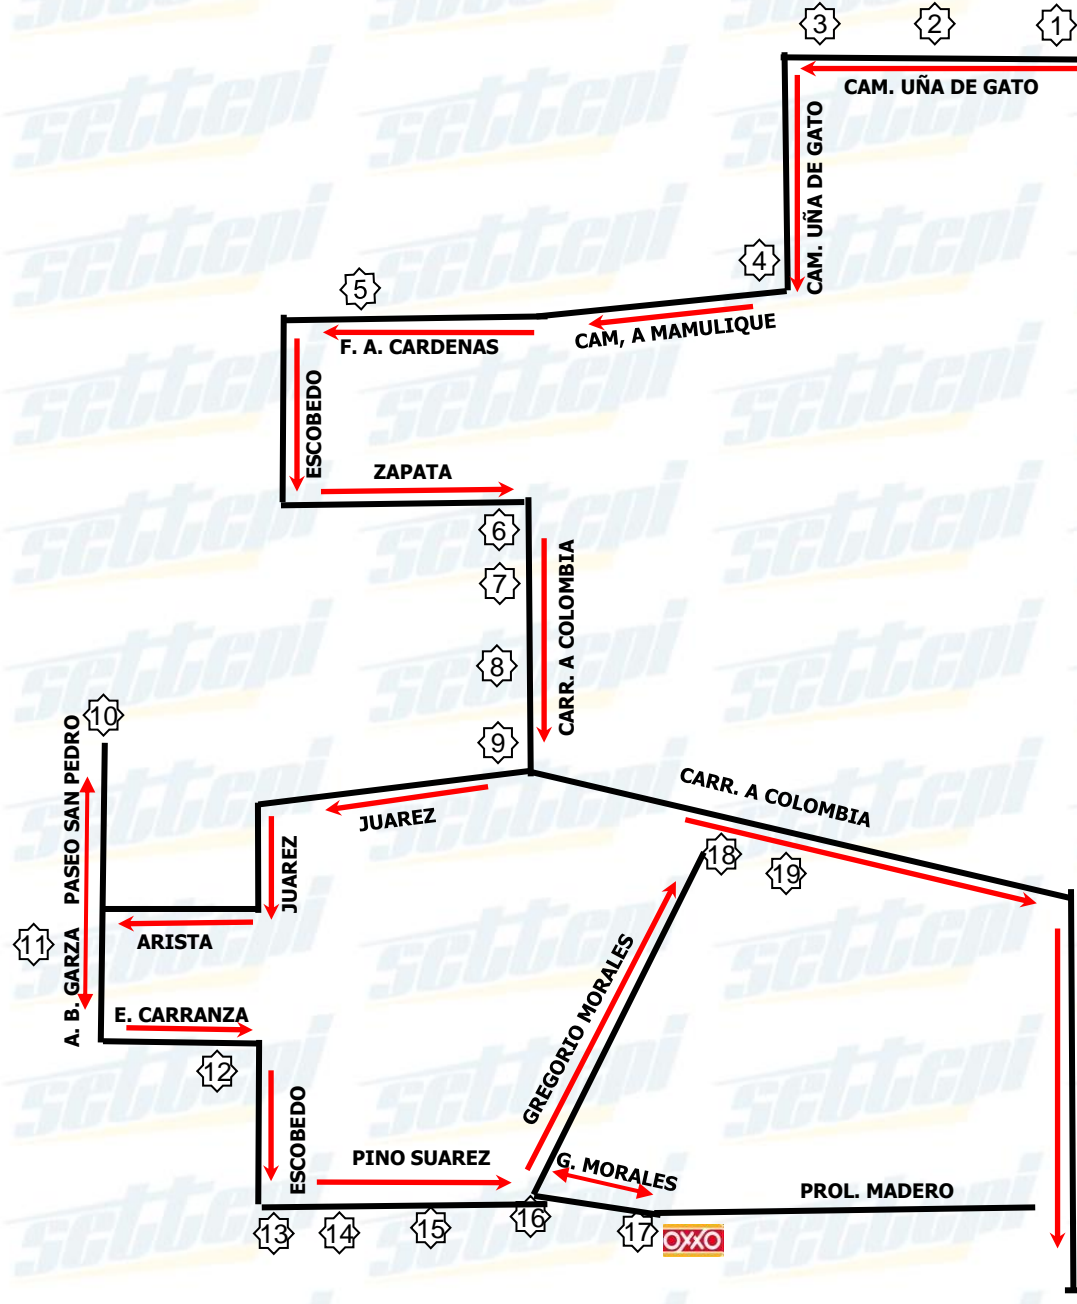 3
2
1
CAM. UÑA DE GATO
CAM. UÑA DE GATO
4
5
CAM, A MAMULIQUE
F. A. CARDENAS
ESCOBEDO
ZAPATA
6
7
CARR. A COLOMBIA
8
9
10
PASEO SAN PEDRO
CARR. A COLOMBIA
JUAREZ
JUAREZ
18
19
11
ARISTA
A. B. GARZA
E. CARRANZA
GREGORIO MORALES
12
ESCOBEDO
PINO SUAREZ
G. MORALES
PROL. MADERO
13
14
15
16
17
OXXO
settepi